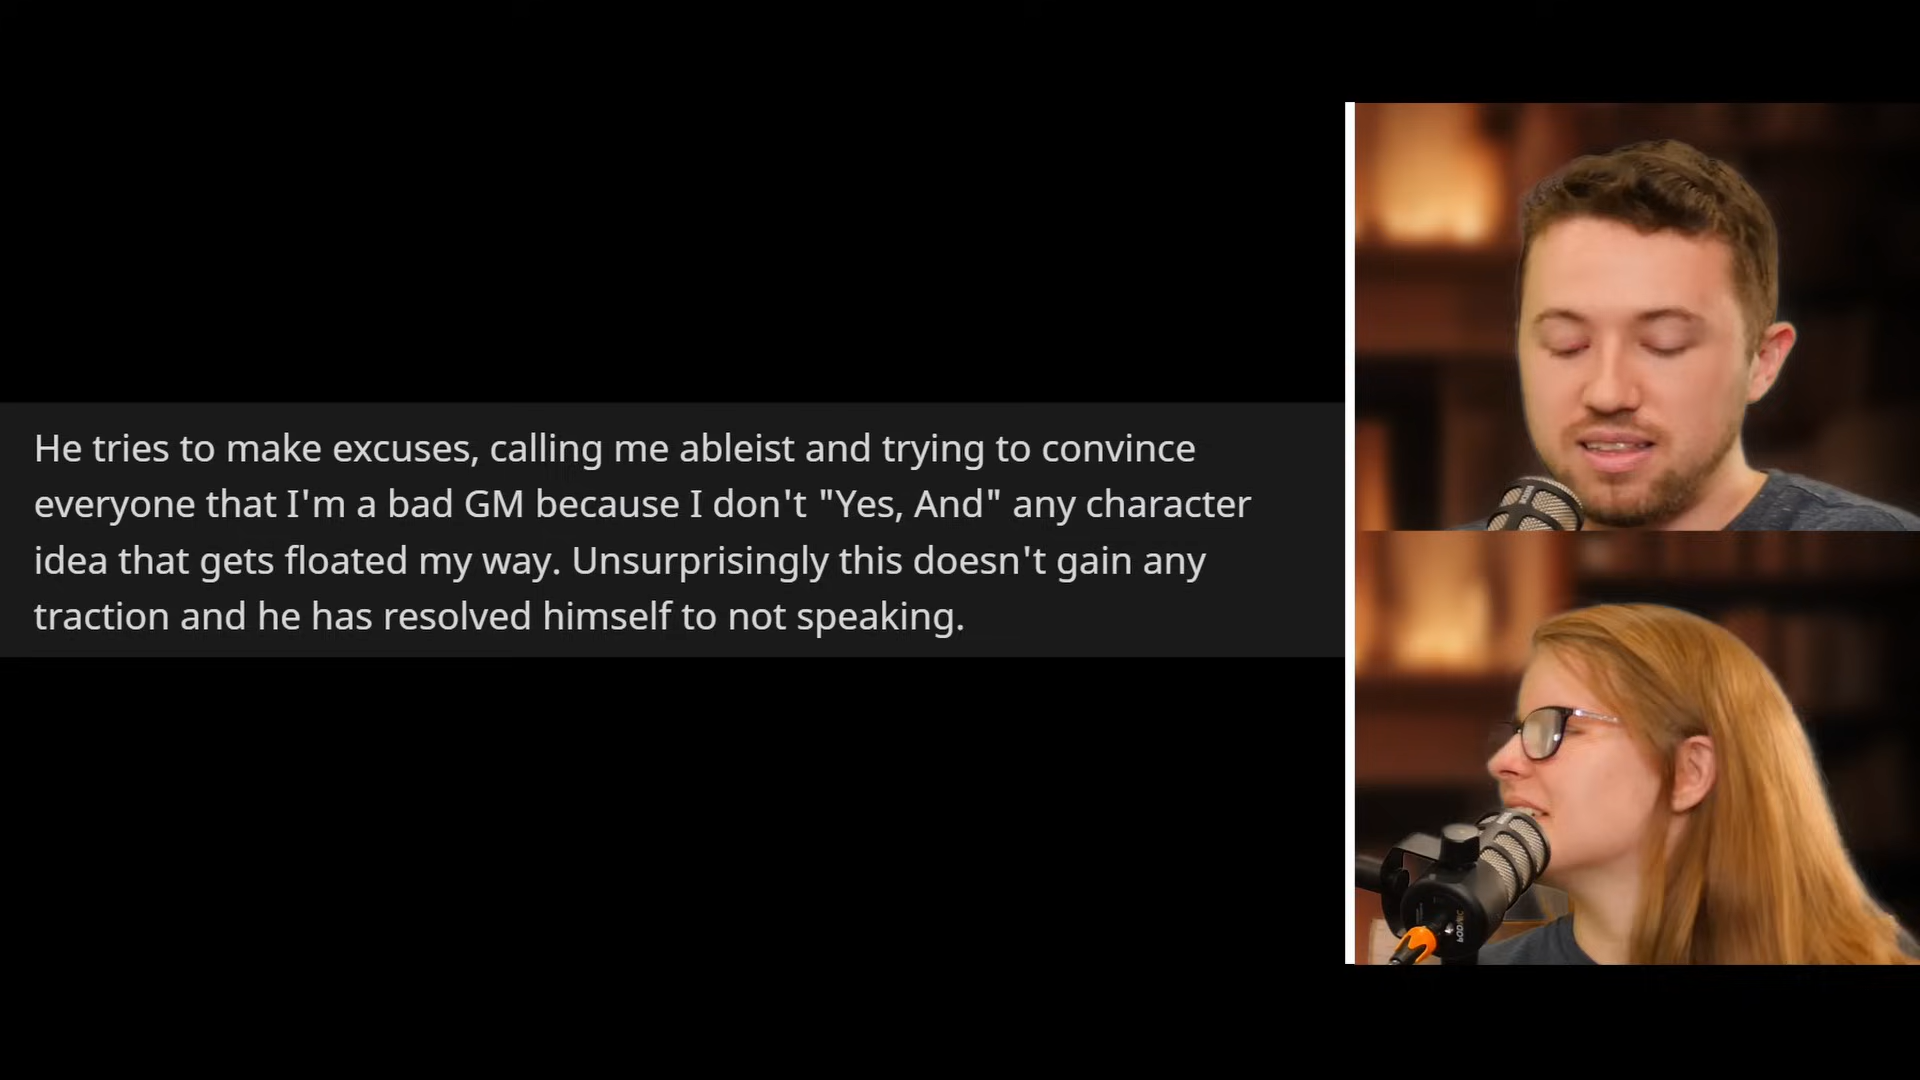 He tries to make excuses, calling me ableist and trying to convince
everyone that I'm a bad GM because I don't "Yes, And" any character
idea that gets floated my way. Unsurprisingly this doesn't gain any
traction and he has resolved himself to not speaking.